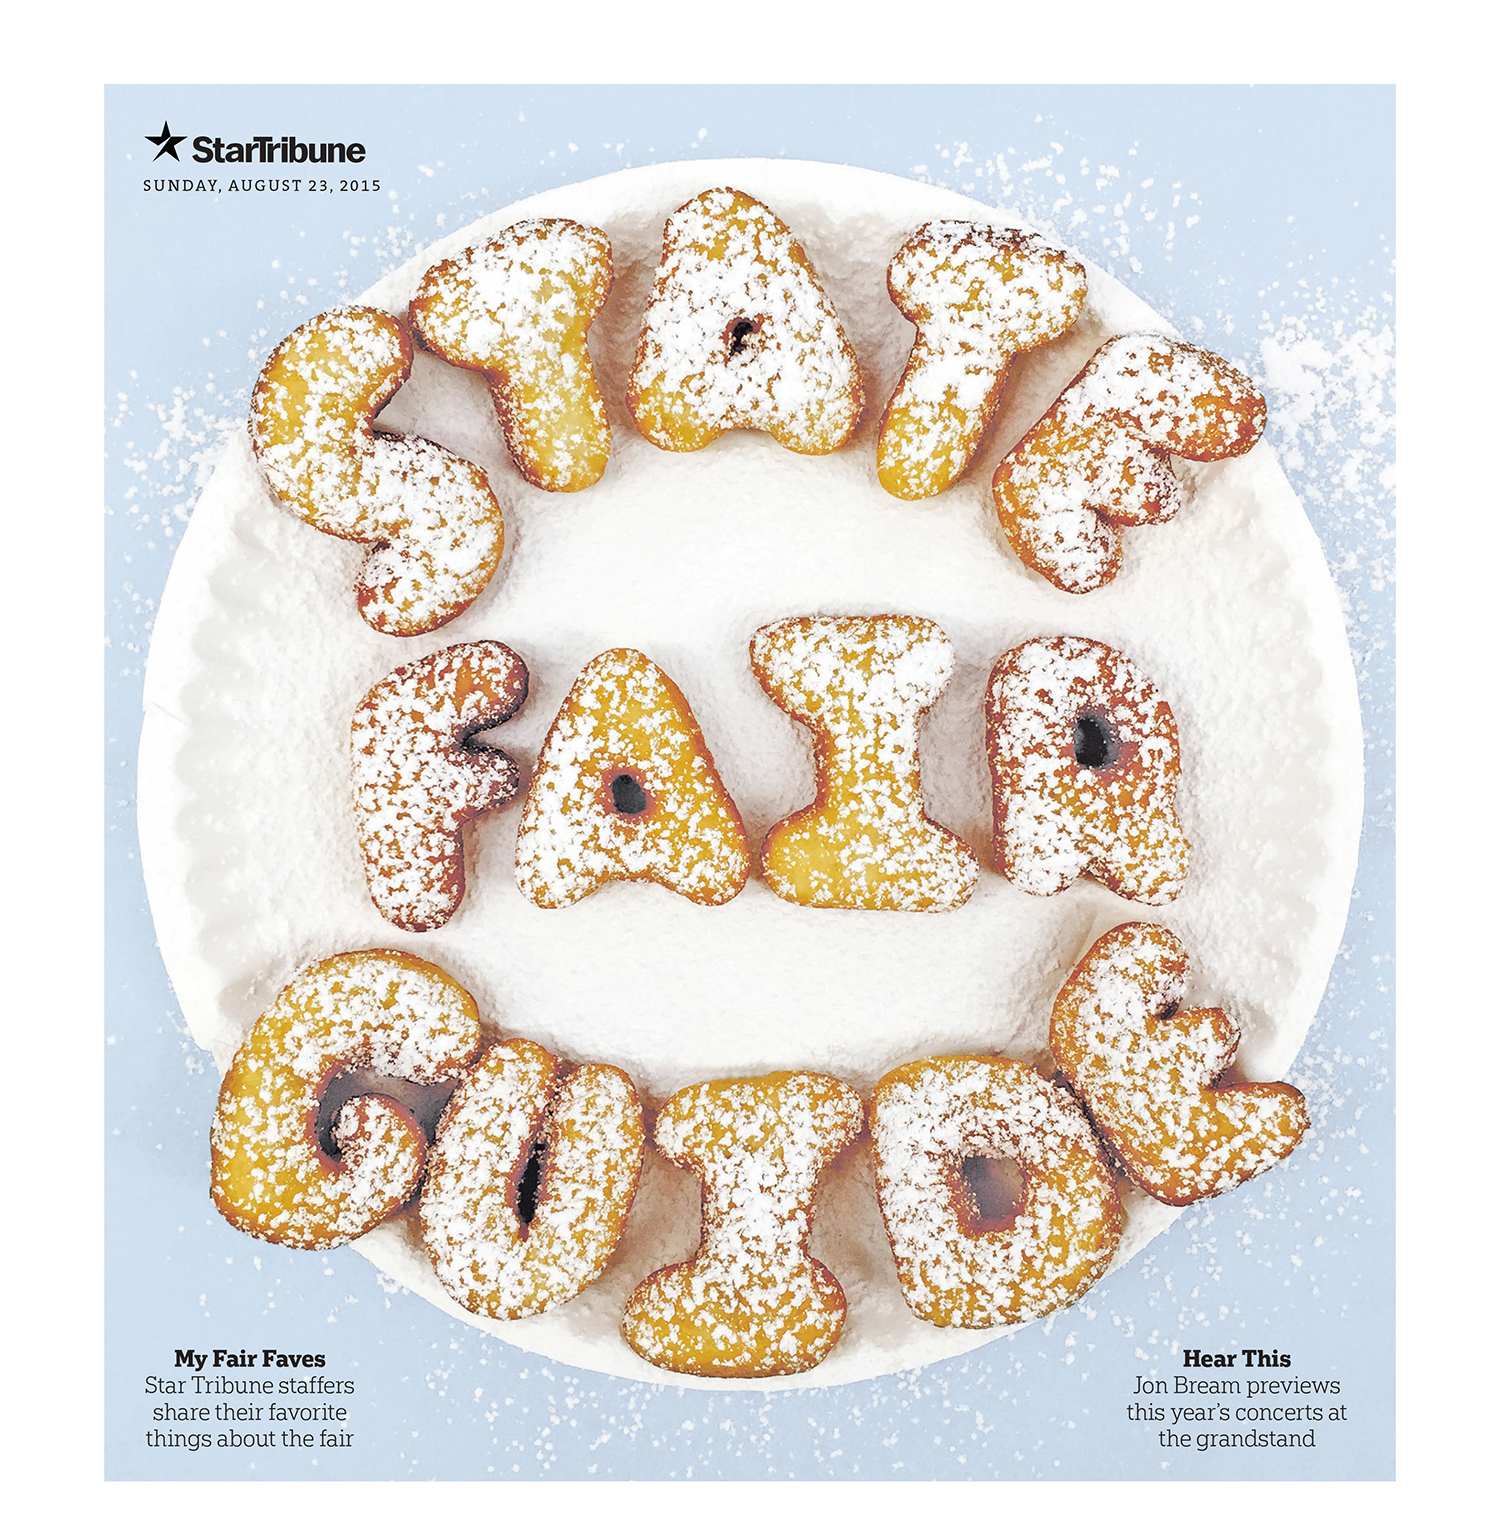 StarTribune
SUNDAY, AUGUST 23, 2015
STATE
FAIR
GUIDE
My Fair Faves
Star Tribune staffers
share their favorite
things about the fair
Hear This
Jon Bream previews
this year's concerts at
the grandstand